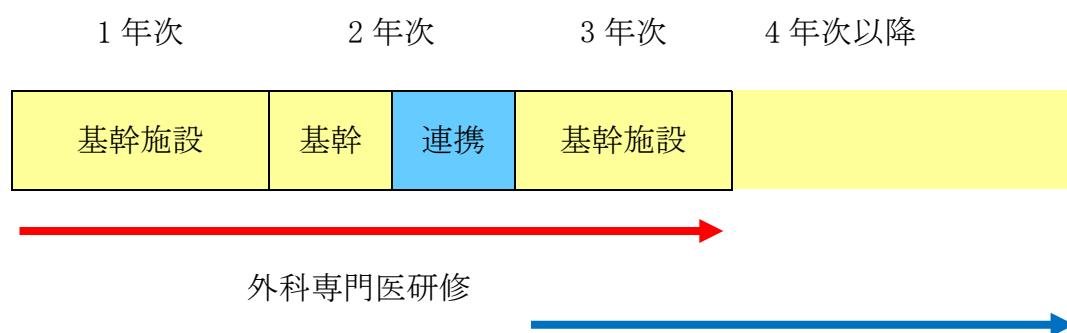 1年次 2年次 3年次 4年次以降
基幹施設 基幹 連携 基幹施設
外科専門医研修